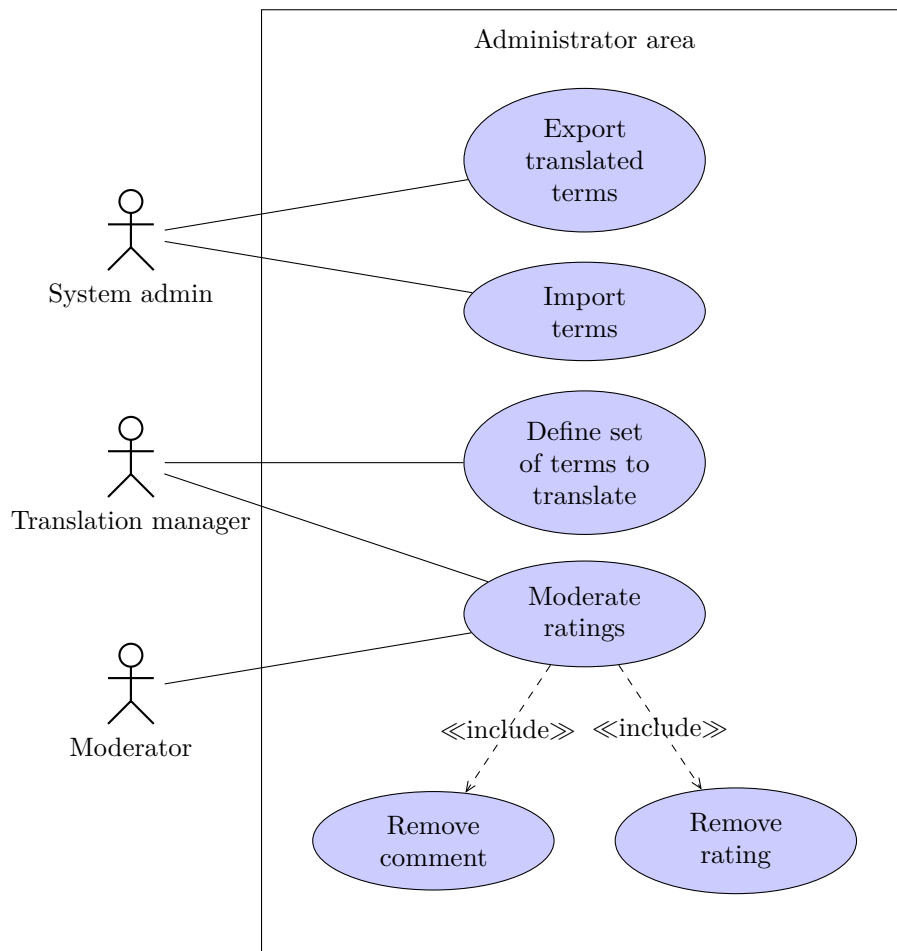 Administrator area
Export
translated
terms
System admin
Import
terms
Define set
of terms to
translate
Translation manager
Moderate
ratings
Moderator
≪include≫
≪include≫
Remove
comment
Remove
rating